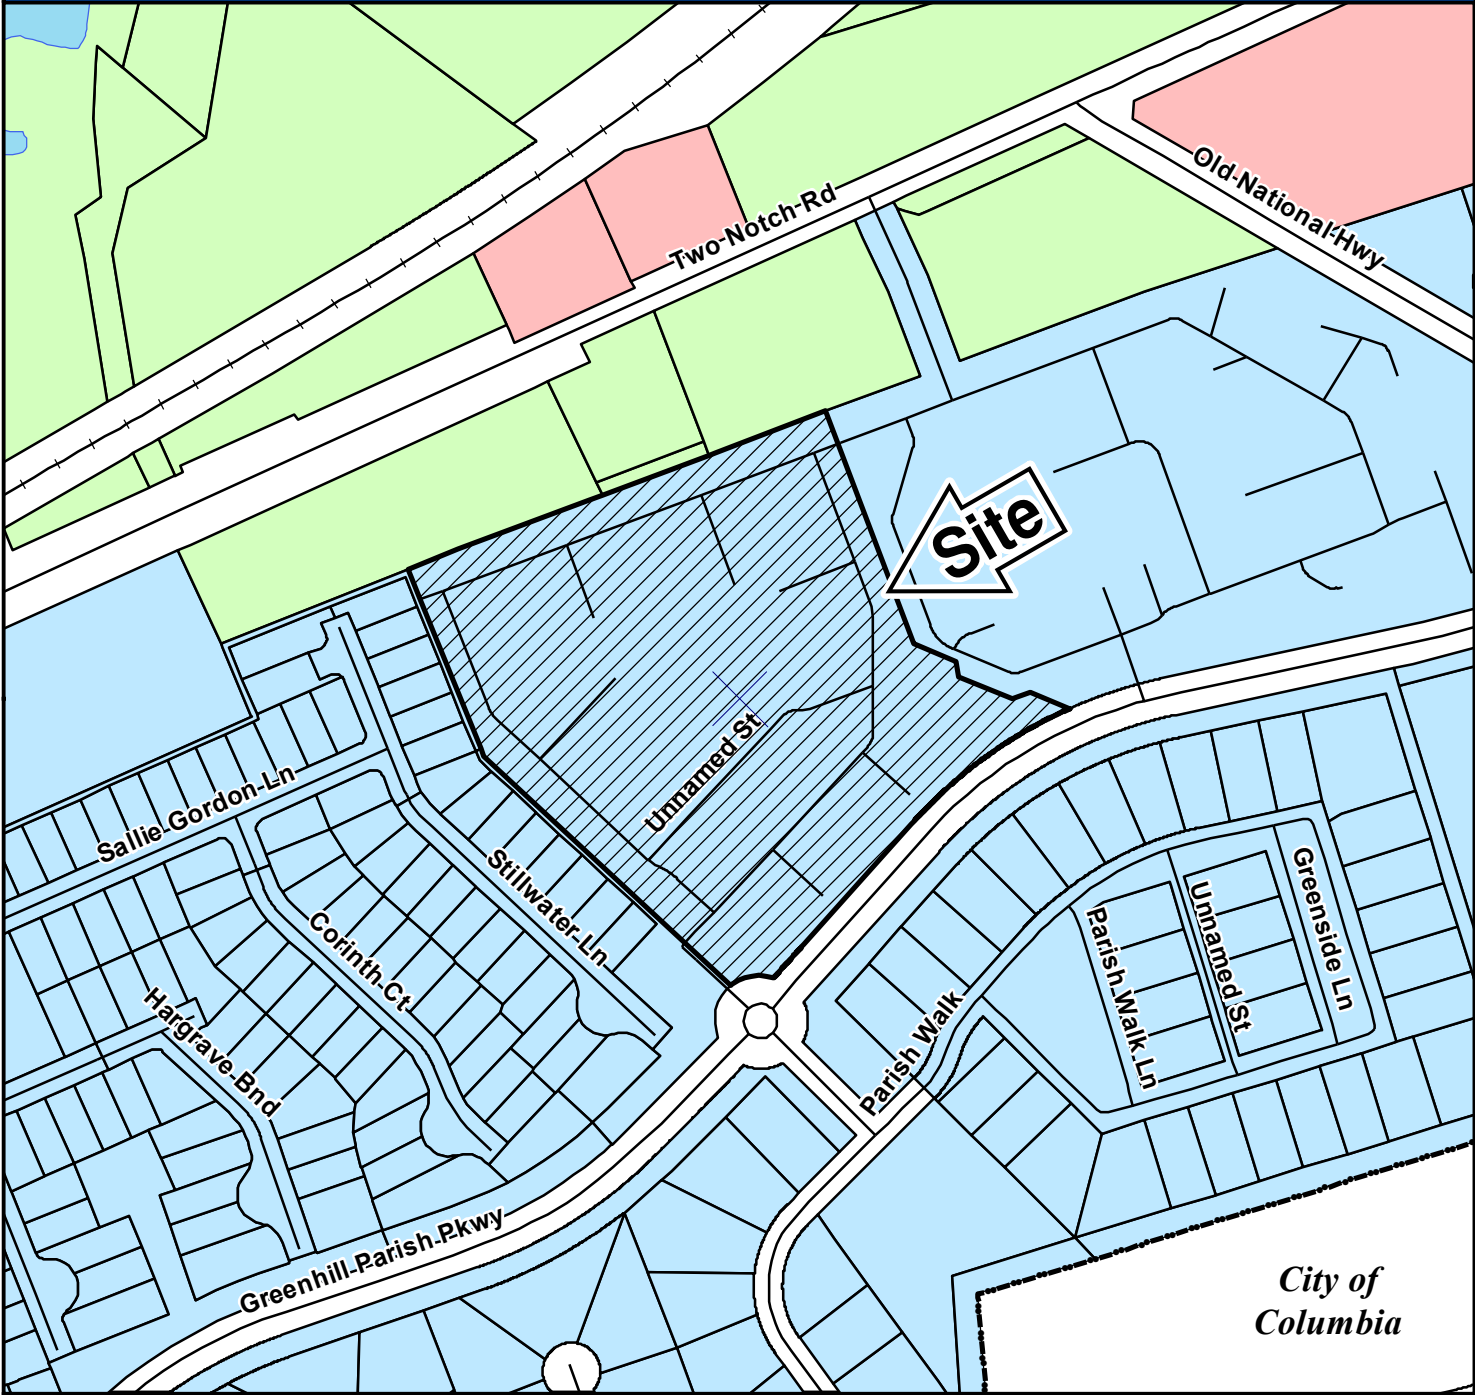 Old National Hwy
Two Notch Rd
Site
Unnamed St
Sallie Gordon Ln
Stillwater Ln
Greenside Ln
Unnamed St
Parish Walk Ln
Corinth Ct
Parish Walk
Hargrave Bnd
Greenhill Parish Pkwy
City of
Columbia